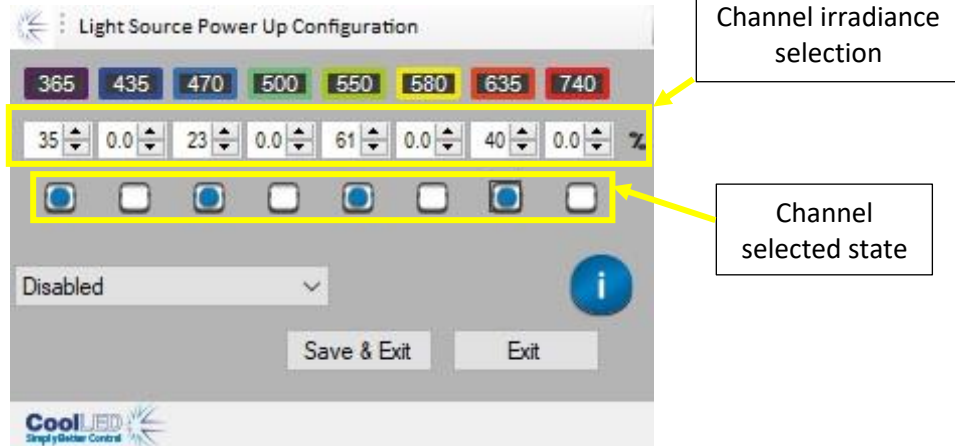 Light Source Power Up Configuration
Channel irradiance
selection
365 435 470 500 550 580 635 740
35 0.0 23 0.0 61 0.0 40 0.0 %
Channel
selected state
Disabled
i
Save & Exit Exit
CoolLED
Simply Better Control